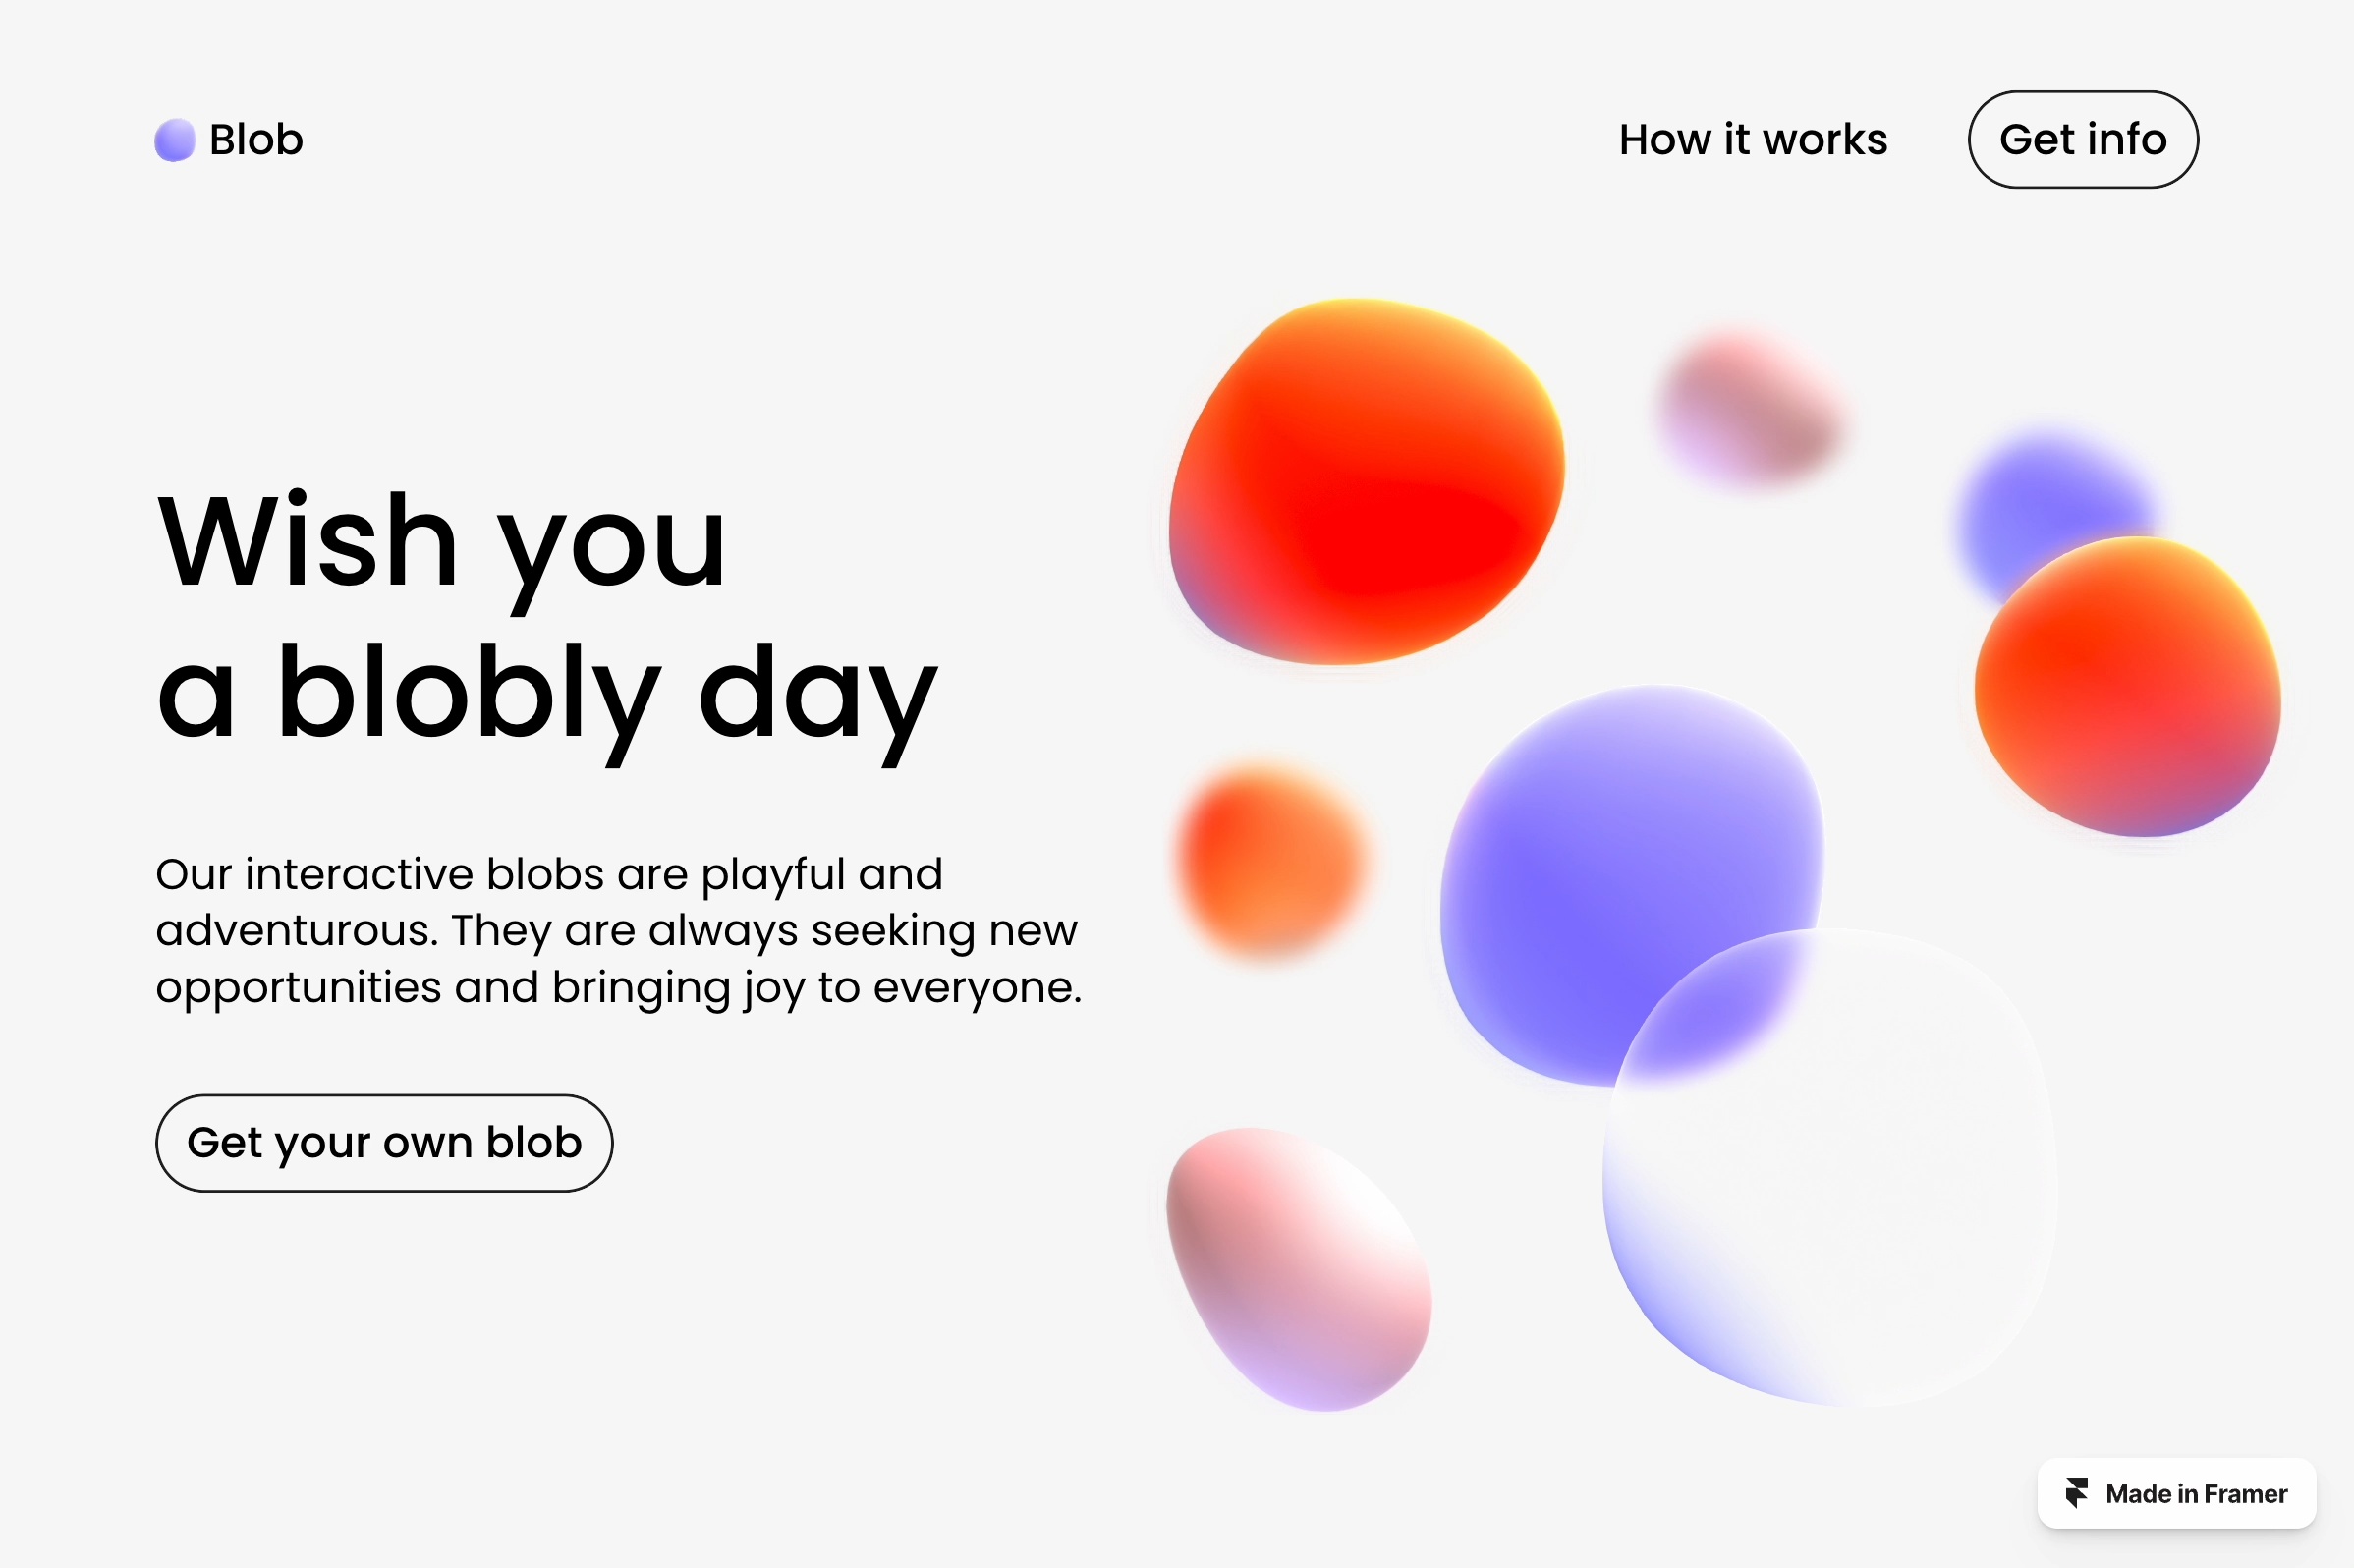 Blob
How it works
Get info
Wish you
a blobly day
Our interactive blobs are playful and
adventurous. They are always seeking new
opportunities and bringing joy to everyone.
Get your own blob
Made in Framer